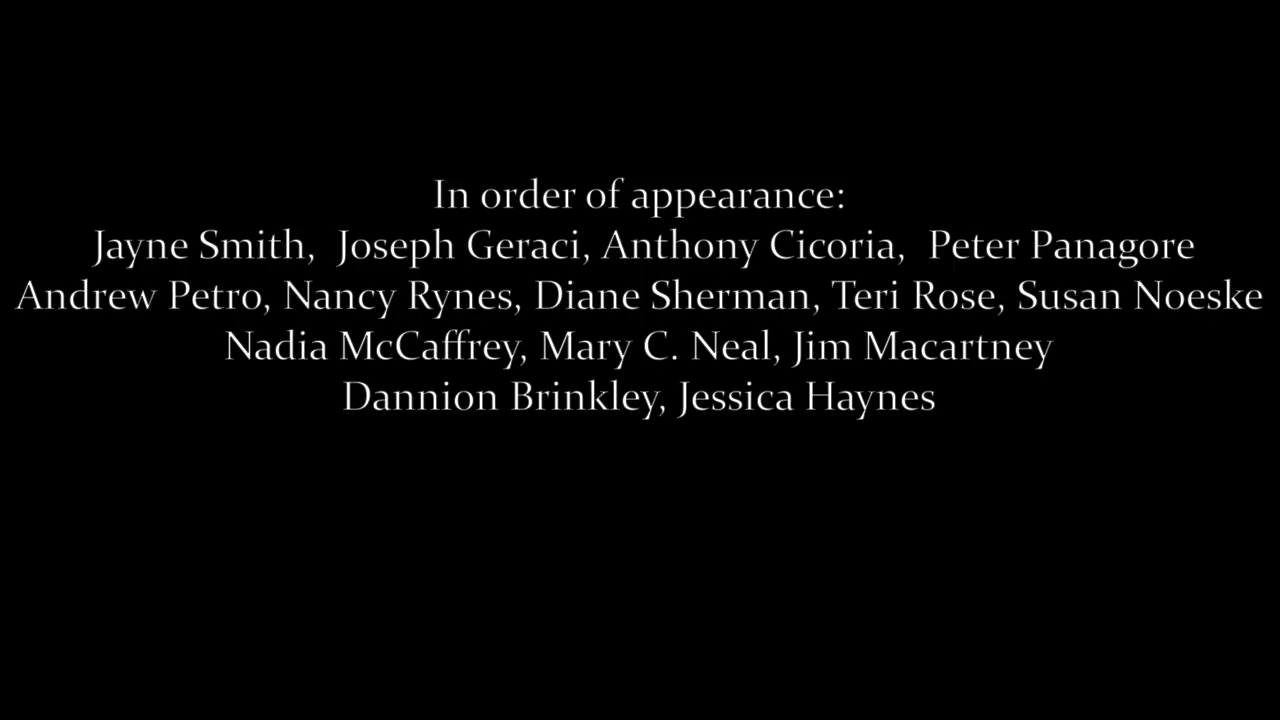 In order of appearance:
Jayne Smith,  Joseph Geraci, Anthony Cicoria,  Peter Panagore
Andrew Petro, Nancy Rynes, Diane Sherman, Teri Rose, Susan Noeske
Nadia McCaffrey, Mary C. Neal, Jim Macartney
Dannion Brinkley, Jessica Haynes